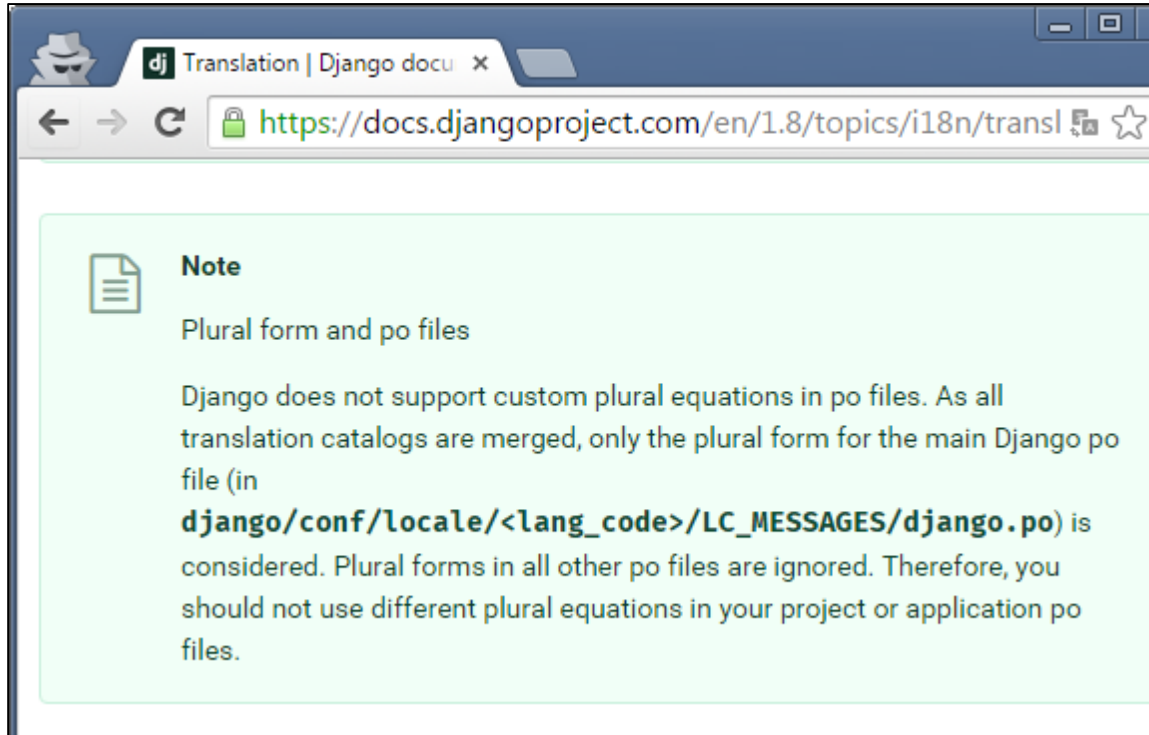 dj Translation | Django docu
https://docs.djangoproject.com/en/1.8/topics/i18n/transl
Note
Plural form and po files
Django does not support custom plural equations in po files. As all
translation catalogs are merged, only the plural form for the main Django po
file (in
django/conf/locale/<lang_code>/LC_MESSAGES/django.po) is
considered. Plural forms in all other po files are ignored. Therefore, you
should not use different plural equations in your project or application po
files.